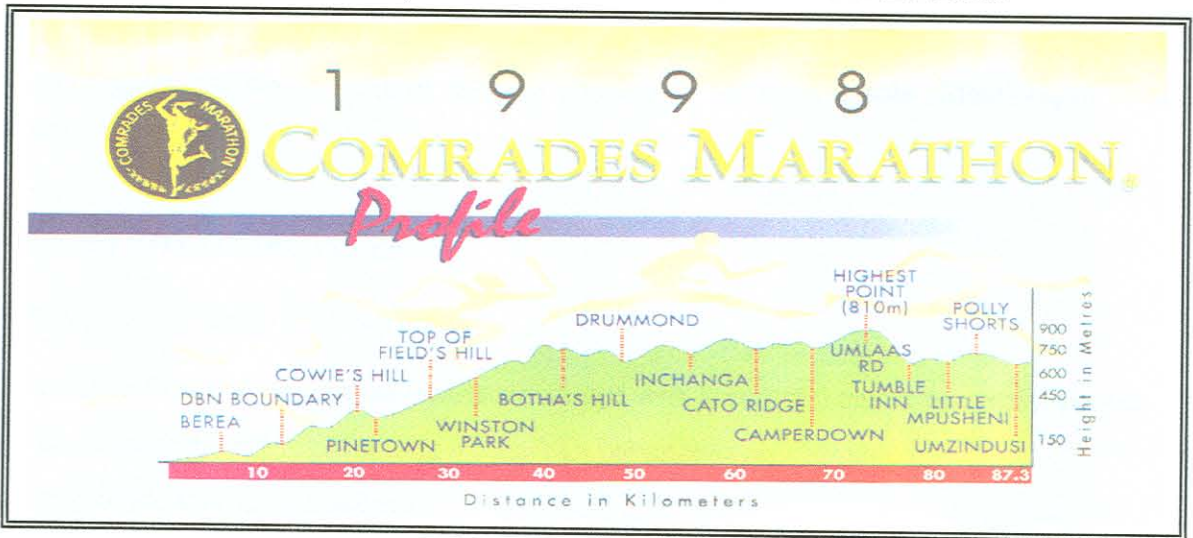 1 9 9 8
COMRADES MARATHON
COMRADES MARATHON®
Profile
HIGHEST
POINT
(810m)
DRUMMOND
POLLY
SHORTS
TOP OF
FIELD'S HILL
COWIE'S HILL
DBN BOUNDARY
BEREA
PINETOWN
WINSTON
PARK
BOTHA'S HILL
INCHANGA
CATO RIDGE
CAMPERDOWN
UMLAAS
RD
TUMBLE
INN
LITTLE
MPUSHENI
UMZINDUSI
900
750
600
450
150
Height in Metres
10 20 30 40 50 60 70 80 87.3
Distance in Kilometers